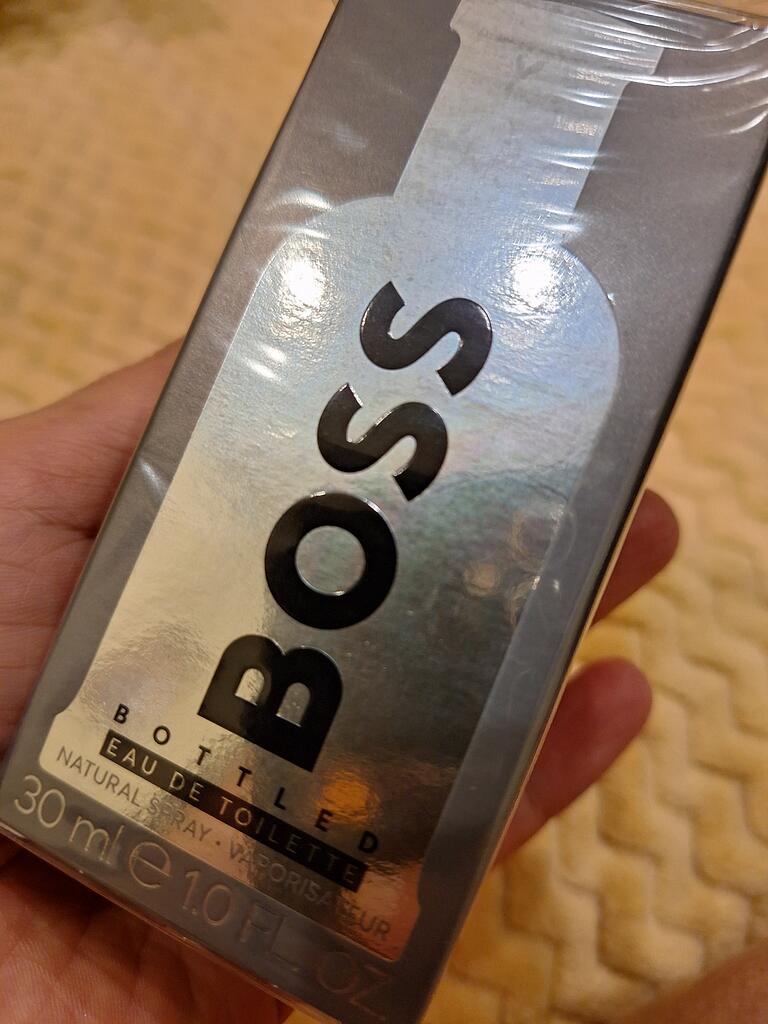 BOSS
BOTTLED
EAU DE TOILETTE
NATURAL SPRAY • VAPORISATEUR
30 ml ℮ 1.0 FL. OZ.